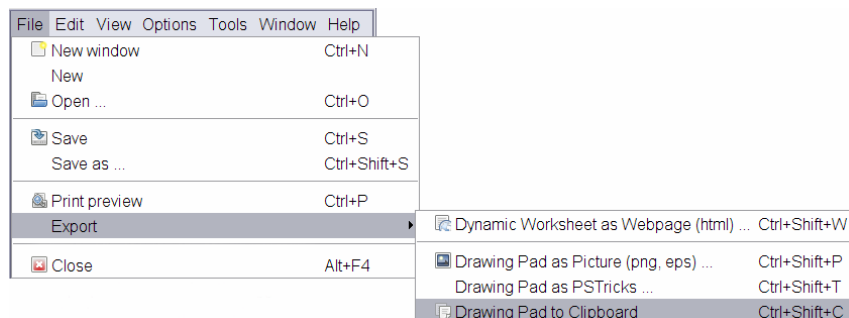 File Edit View Options Tools Window Help
New window Ctrl+N
New
Open ... Ctrl+O
Save Ctrl+S
Save as ... Ctrl+Shift+S
Print preview Ctrl+P
Export
Close Alt+F4
Dynamic Worksheet as Webpage (html) ... Ctrl+Shift+W
Drawing Pad as Picture (png, eps) ... Ctrl+Shift+P
Drawing Pad as PSTricks ... Ctrl+Shift+T
Drawing Pad to Clipboard Ctrl+Shift+C